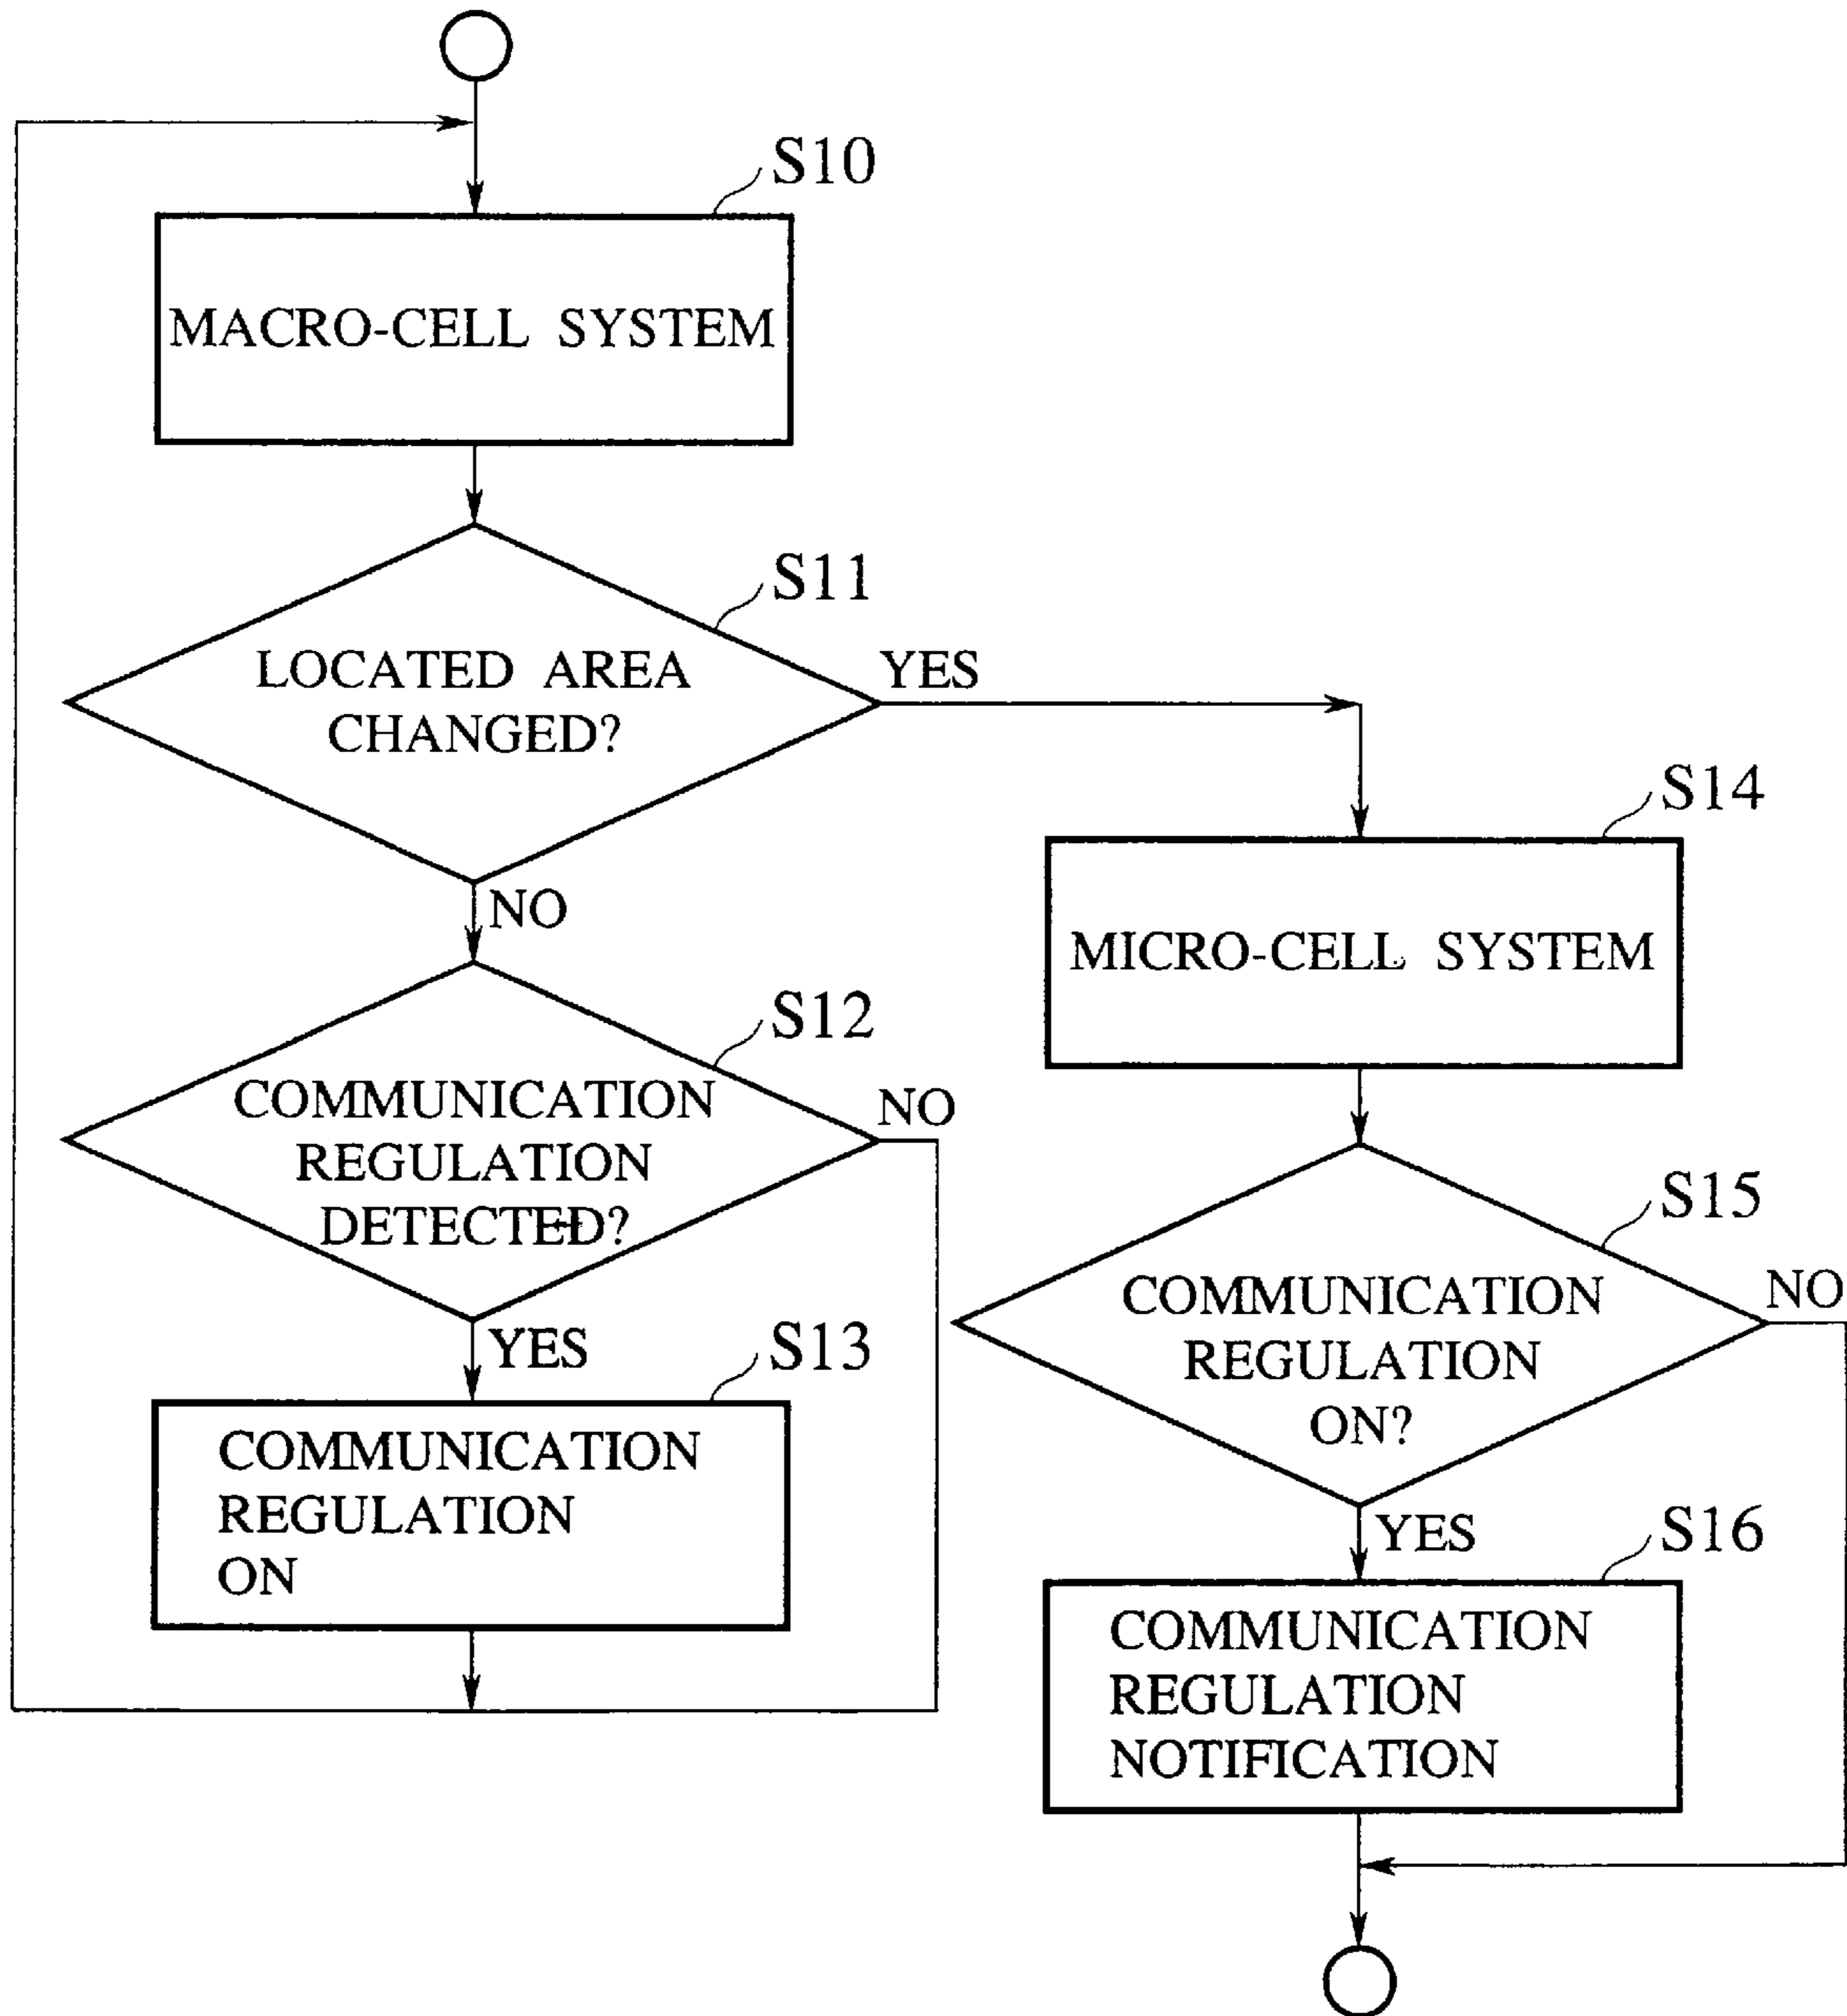 S10
MACRO-CELL SYSTEM
S11
LOCATED AREA
CHANGED?
YES
NO
S12
COMMUNICATION
REGULATION
DETECTED?
NO
YES
S13
COMMUNICATION
REGULATION
ON
S14
MICRO-CELL SYSTEM
S15
COMMUNICATION
REGULATION
ON?
NO
YES
S16
COMMUNICATION
REGULATION
NOTIFICATION